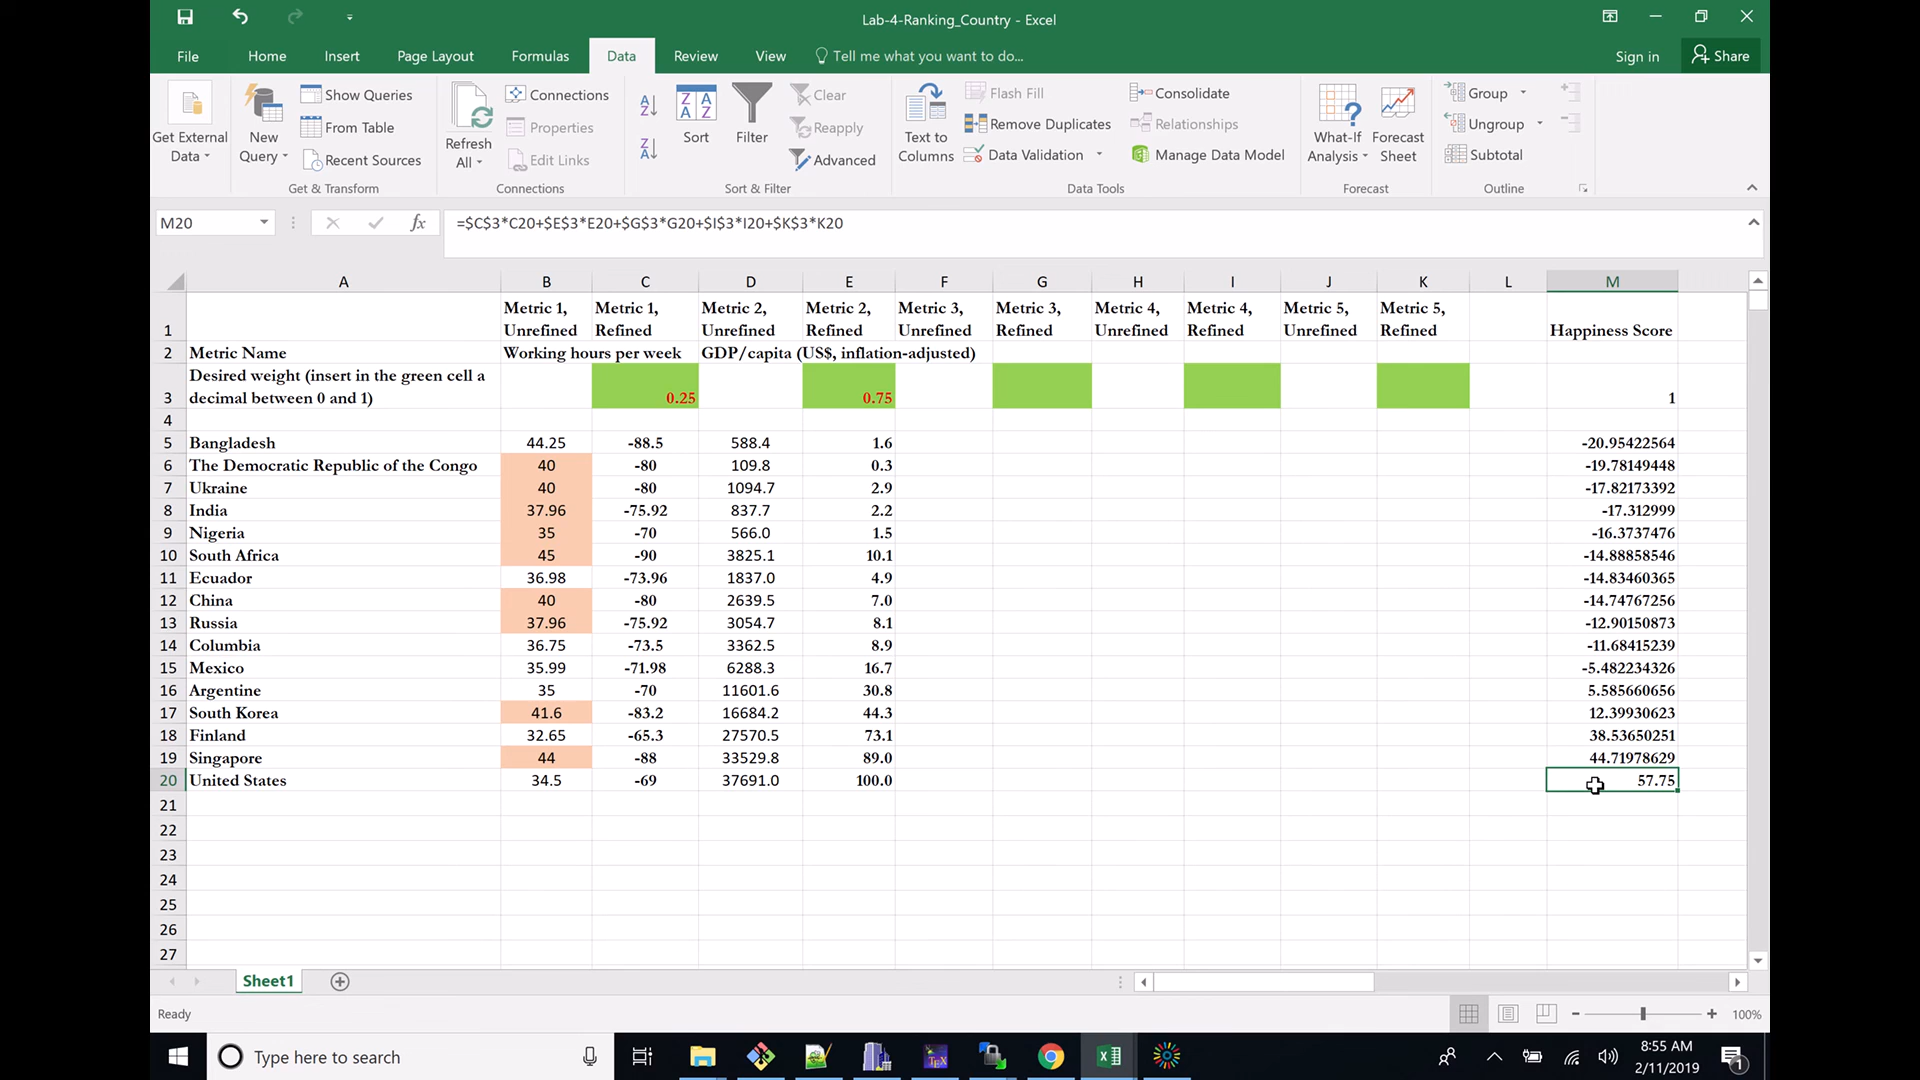 Lab-4-Ranking_Country - Excel
File Home Insert Page Layout Formulas Data Review View Tell me what you want to do... Sign in Share
Get External Data
New Query
Show Queries
From Table
Recent Sources
Get & Transform
Refresh All
Connections
Properties
Edit Links
Connections
A Z
Z A
Z A A Z
Sort
Filter
Clear
Reapply
Advanced
Sort & Filter
Text to Columns
Flash Fill
Remove Duplicates
Data Validation
Consolidate
Relationships
Manage Data Model
Data Tools
What-If Analysis
Forecast Sheet
Forecast
Group
Ungroup
Subtotal
Outline
M20 fx =$C$3*C20+$E$3*E20+$G$3*G20+$I$3*I20+$K$3*K20
A B C D E F G H I J K L M
Metric 1, Metric 1, Metric 2, Metric 2, Metric 3, Metric 3, Metric 4, Metric 4, Metric 5, Metric 5,
1 Unrefined Refined Unrefined Refined Unrefined Refined Unrefined Refined Unrefined Refined Happiness Score
2 Metric Name Working hours per week GDP/capita (US$, inflation-adjusted)
Desired weight (insert in the green cell a
3 decimal between 0 and 1) 0.25 0.75 1
4
5 Bangladesh 44.25 -88.5 588.4 1.6 -20.95422564
6 The Democratic Republic of the Congo 40 -80 109.8 0.3 -19.78149448
7 Ukraine 40 -80 1094.7 2.9 -17.82173392
8 India 37.96 -75.92 837.7 2.2 -17.312999
9 Nigeria 35 -70 566.0 1.5 -16.3737476
10 South Africa 45 -90 3825.1 10.1 -14.88858546
11 Ecuador 36.98 -73.96 1837.0 4.9 -14.83460365
12 China 40 -80 2639.5 7.0 -14.74767256
13 Russia 37.96 -75.92 3054.7 8.1 -12.90150873
14 Columbia 36.75 -73.5 3362.5 8.9 -11.68415239
15 Mexico 35.99 -71.98 6288.3 16.7 -5.482234326
16 Argentine 35 -70 11601.6 30.8 5.585660656
17 South Korea 41.6 -83.2 16684.2 44.3 12.39930623
18 Finland 32.65 -65.3 27570.5 73.1 38.53650251
19 Singapore 44 -88 33529.8 89.0 44.71978629
20 United States 34.5 -69 37691.0 100.0 57.75
21
22
23
24
25
26
27
Sheet1
Ready 100%
Type here to search TEX 8:55 AM
2/11/2019 1